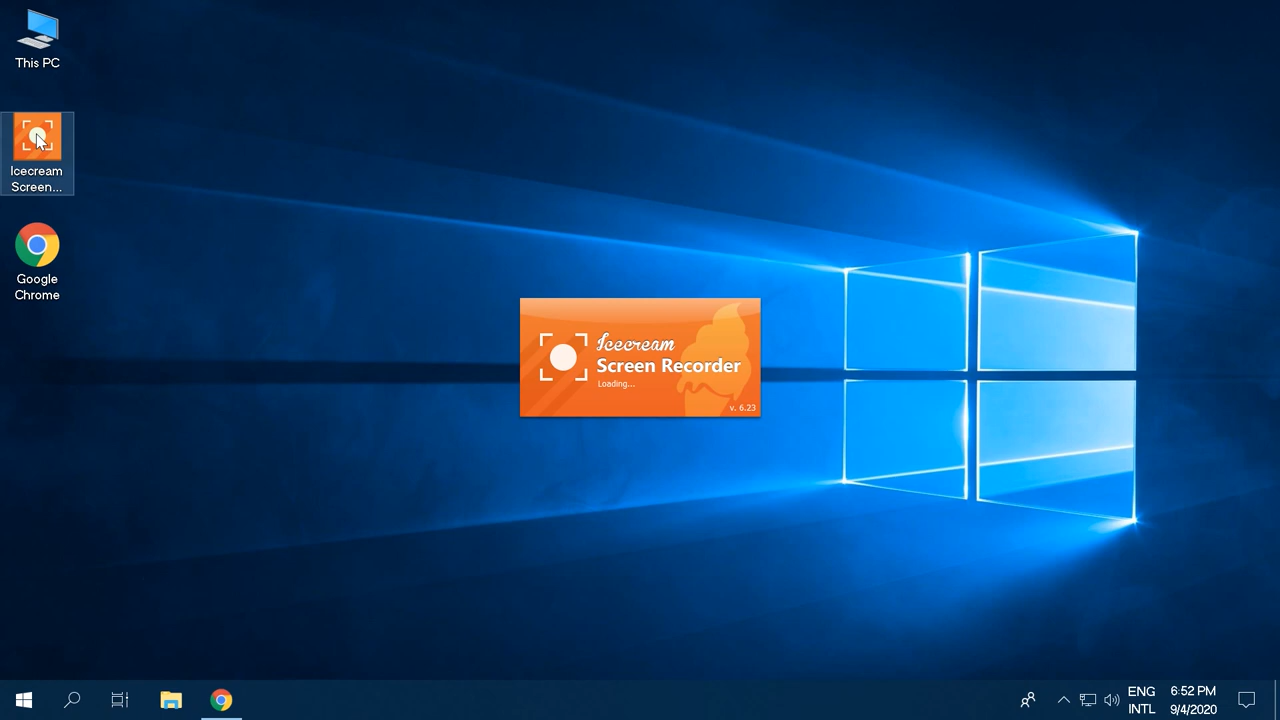 This PC
Icecream
Screen...
Google
Chrome
Icecream
Screen Recorder
Loading...
v. 6.23
ENG
INTL
6:52 PM
9/4/2020